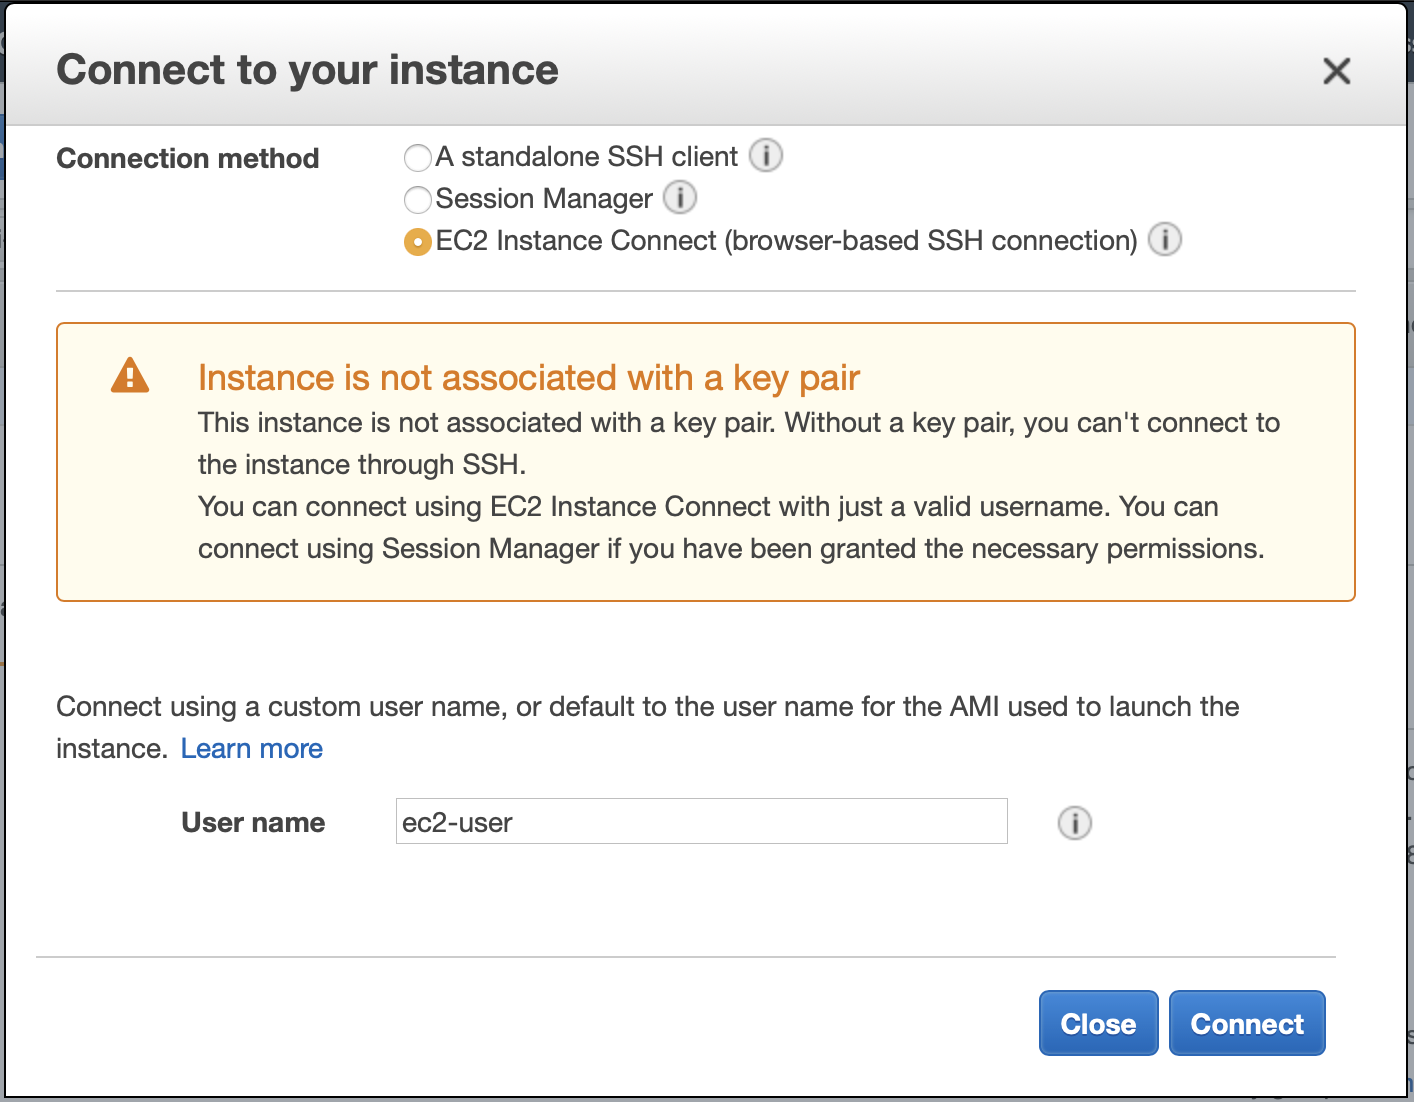 Connect to your instance
Connection method
A standalone SSH client
Session Manager
EC2 Instance Connect (browser-based SSH connection)
Instance is not associated with a key pair
This instance is not associated with a key pair. Without a key pair, you can't connect to
the instance through SSH.
You can connect using EC2 Instance Connect with just a valid username. You can
connect using Session Manager if you have been granted the necessary permissions.
Connect using a custom user name, or default to the user name for the AMI used to launch the
instance. Learn more
User name ec2-user
Close Connect